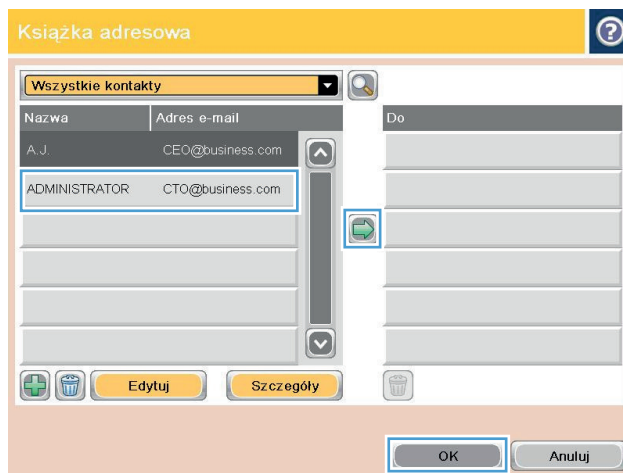 Książka adresowa
Wszystkie kontakty
Nazwa Adres e-mail Do
A.J. CEO@business.com
ADMINISTRATOR CTO@business.com
Edytuj Szczegóły
OK Anuluj